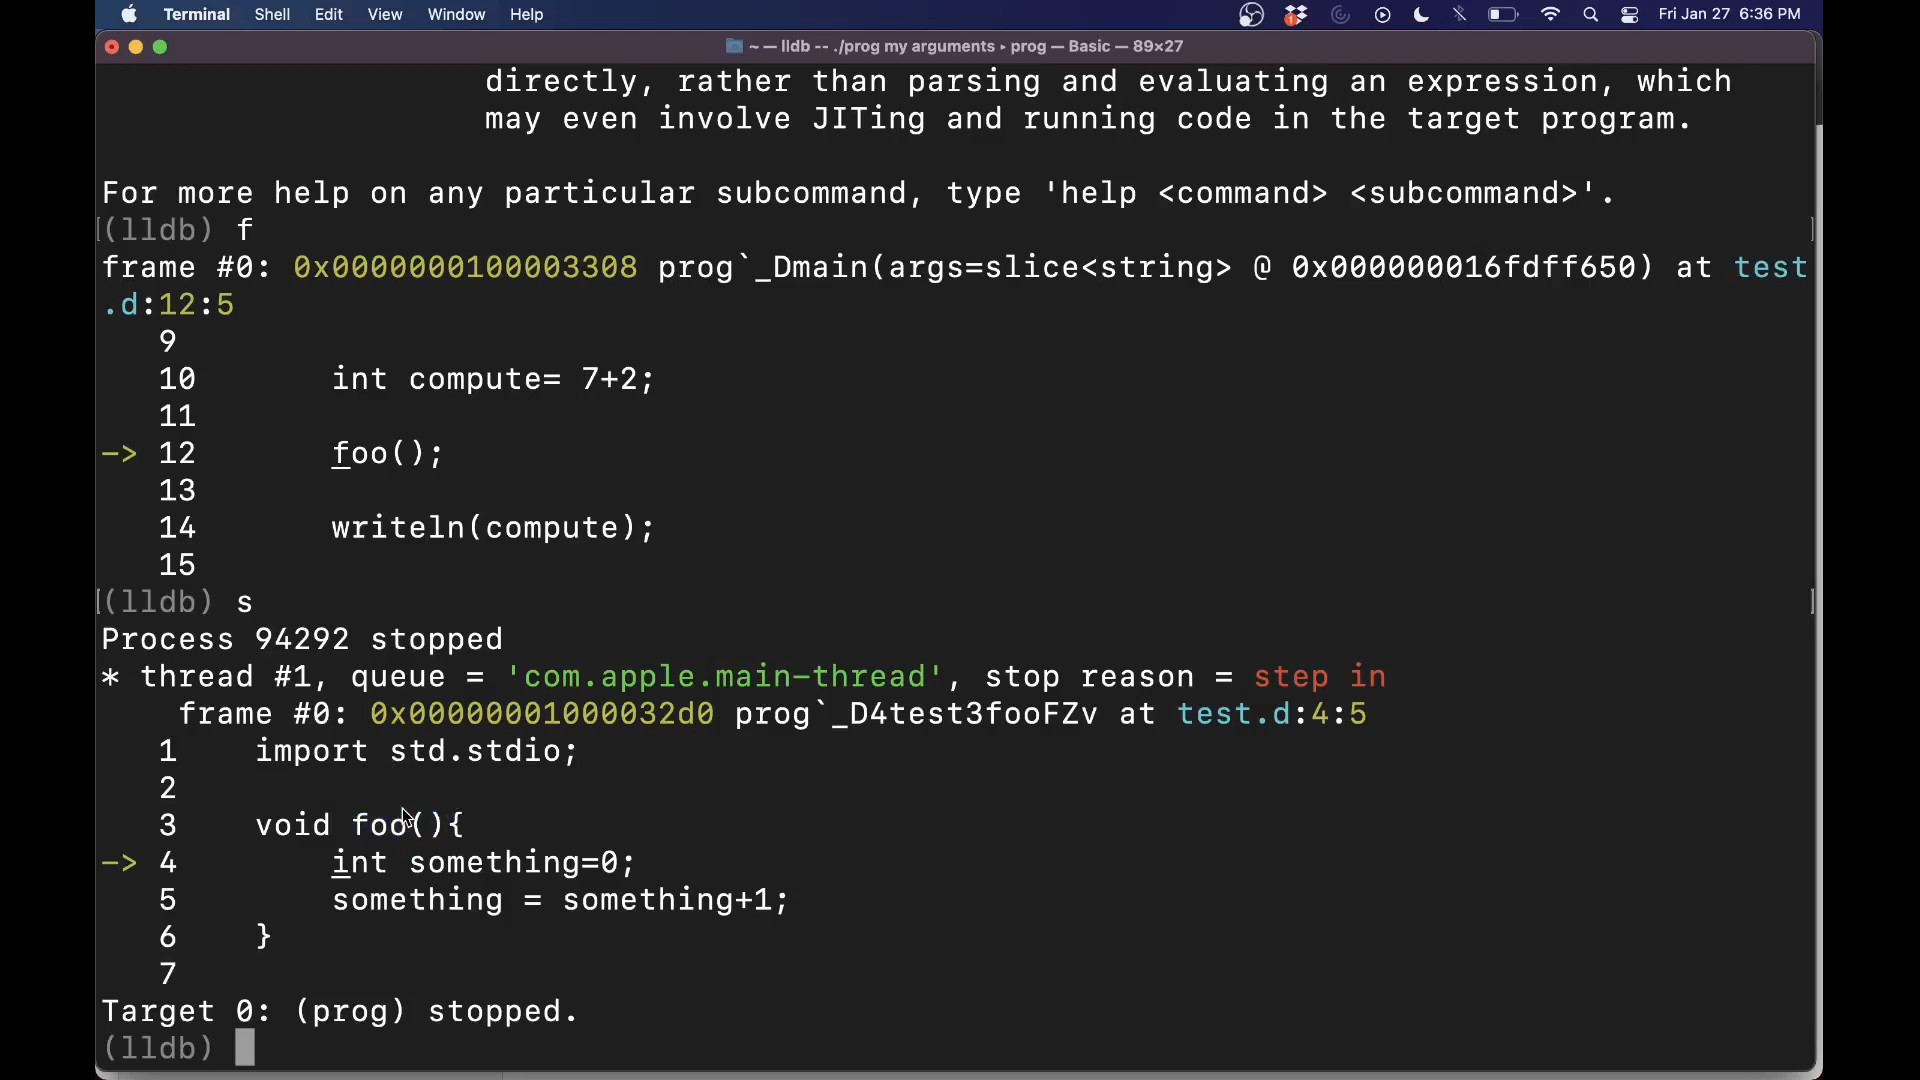 Terminal Shell Edit View Window Help Fri Jan 27 6:36 PM
~ — lldb -- ./prog my arguments ▸ prog — Basic — 89×27
directly, rather than parsing and evaluating an expression, which
may even involve JITing and running code in the target program.
For more help on any particular subcommand, type 'help <command> <subcommand>'.
(lldb) f
frame #0: 0x0000000100003308 prog`_Dmain(args=slice<string> @ 0x000000016fdff650) at test
.d:12:5
9
10 int compute= 7+2;
11
-> 12 foo();
13
14 writeln(compute);
15
(lldb) s
Process 94292 stopped
* thread #1, queue = 'com.apple.main-thread', stop reason = step in
frame #0: 0x00000001000032d0 prog`_D4test3fooFZv at test.d:4:5
1 import std.stdio;
2
3 void foo(){
-> 4 int something=0;
5 something = something+1;
6 }
7
Target 0: (prog) stopped.
(lldb)